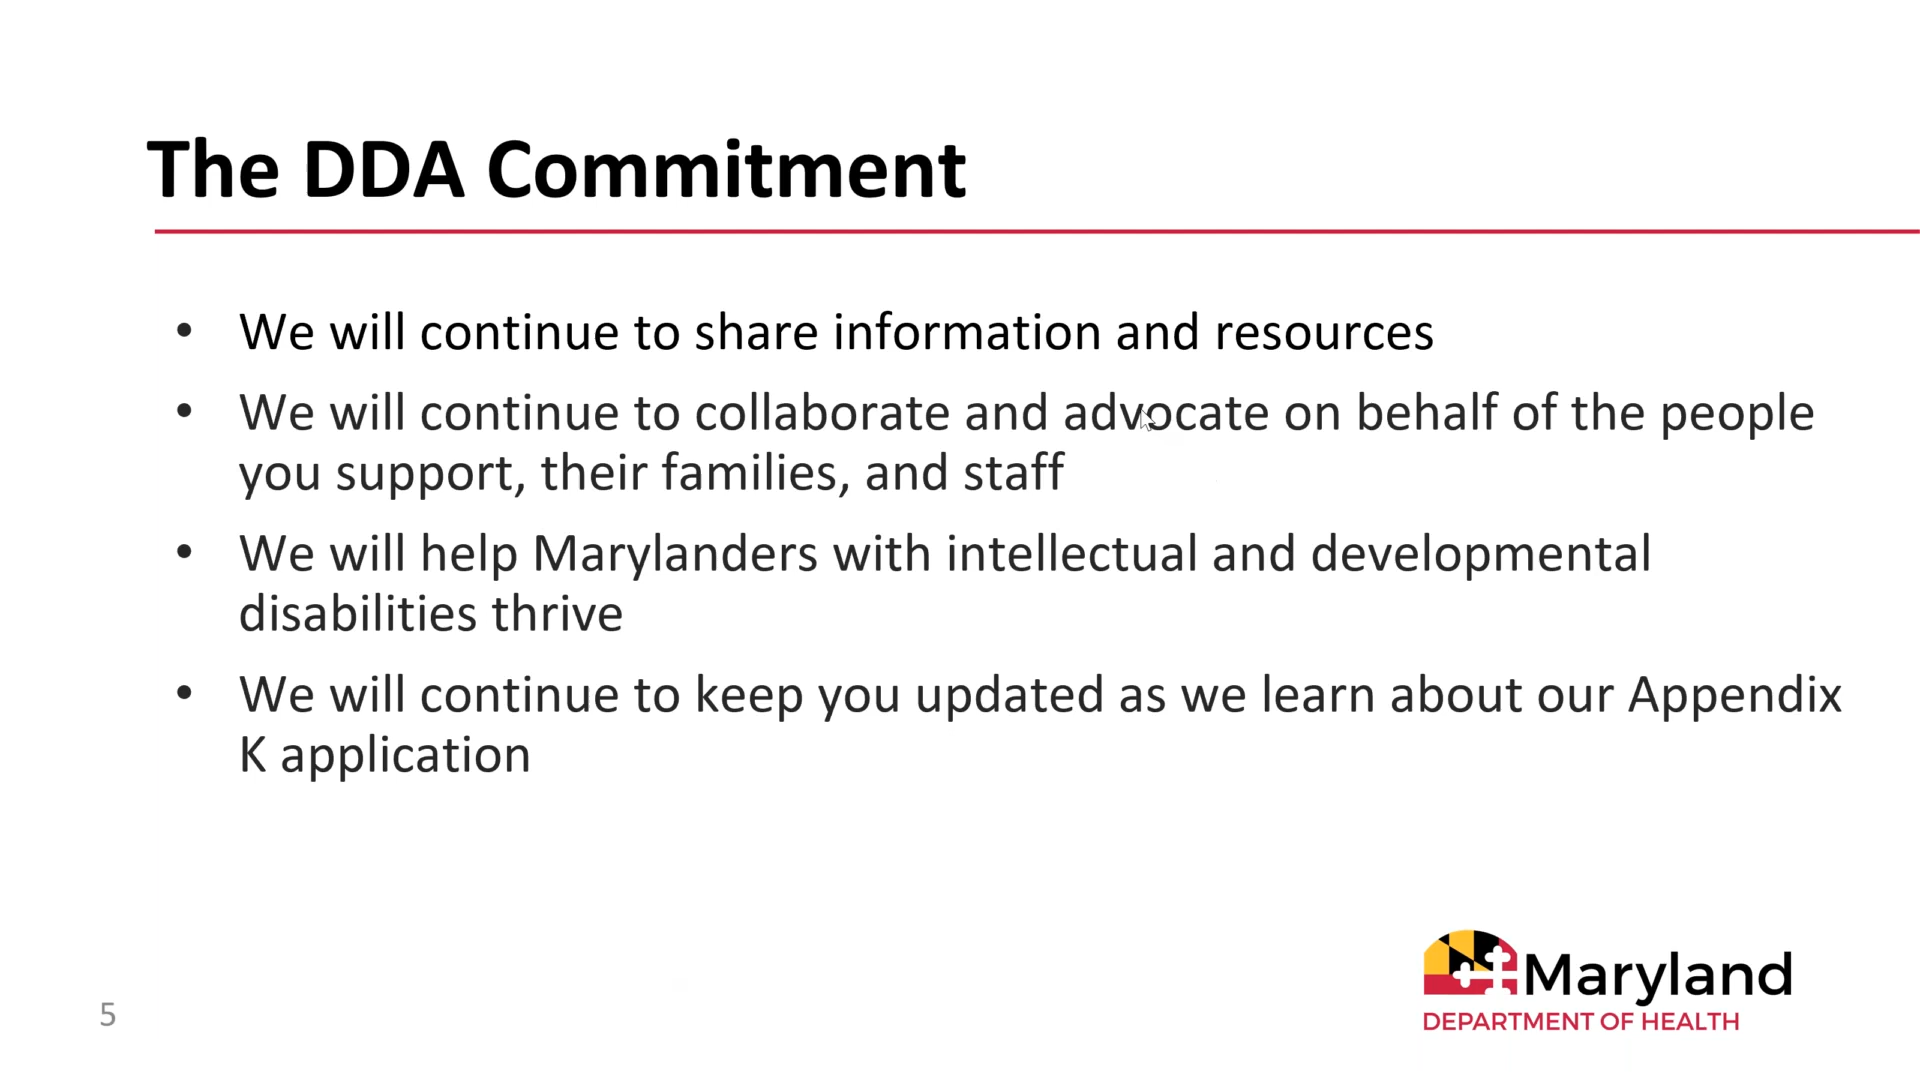 The DDA Commitment
• We will continue to share information and resources
• We will continue to collaborate and advocate on behalf of the people
you support, their families, and staff
• We will help Marylanders with intellectual and developmental
disabilities thrive
• We will continue to keep you updated as we learn about our Appendix
K application
Maryland
DEPARTMENT OF HEALTH
5